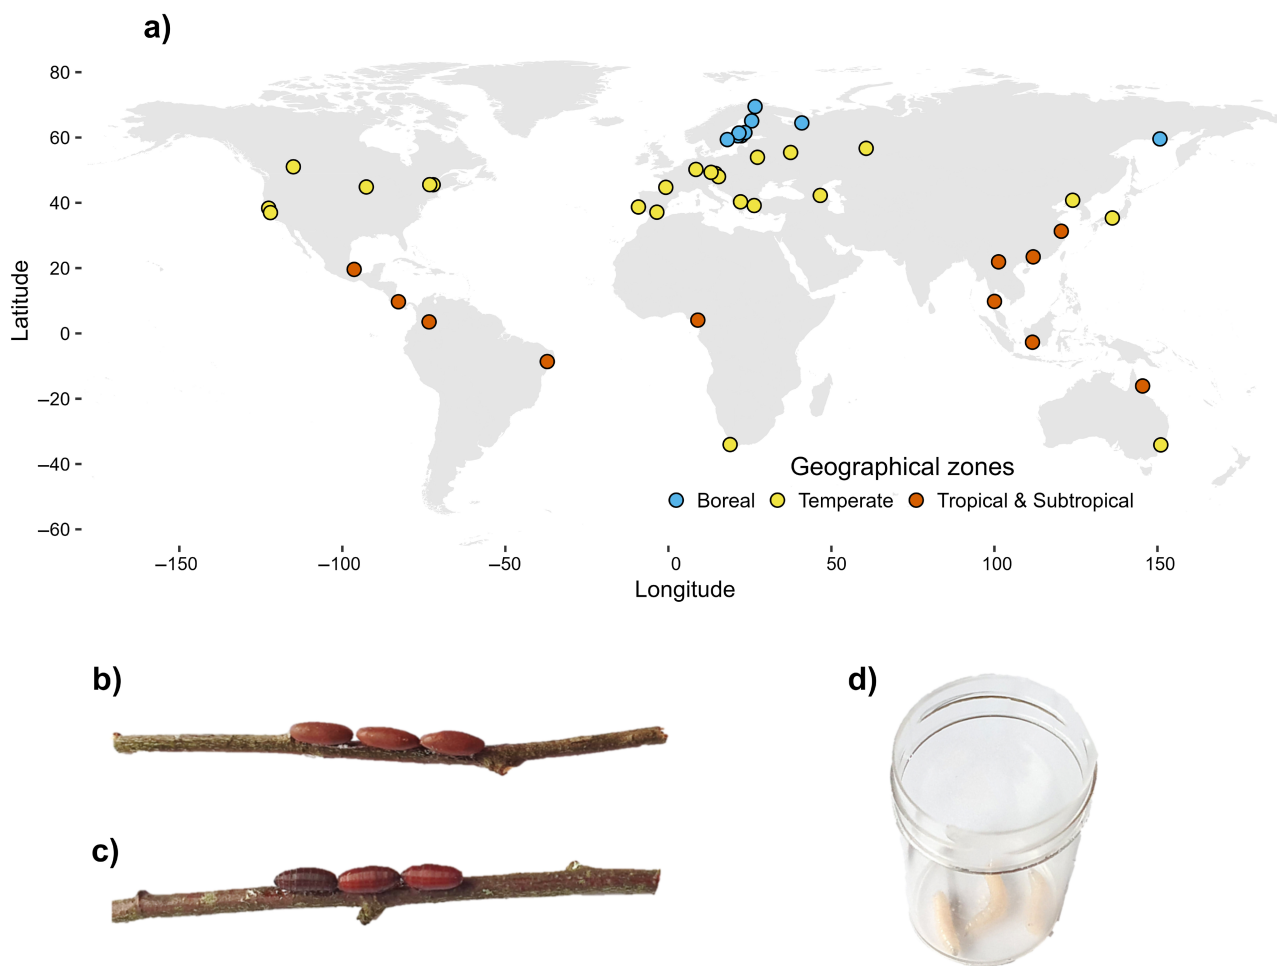 a)
80
60
40
20
0
–20
–40
–60
Latitude
Geographical zones
Boreal Temperate Tropical & Subtropical
–150 –100 –50 0 50 100 150
Longitude
b)
d)
c)